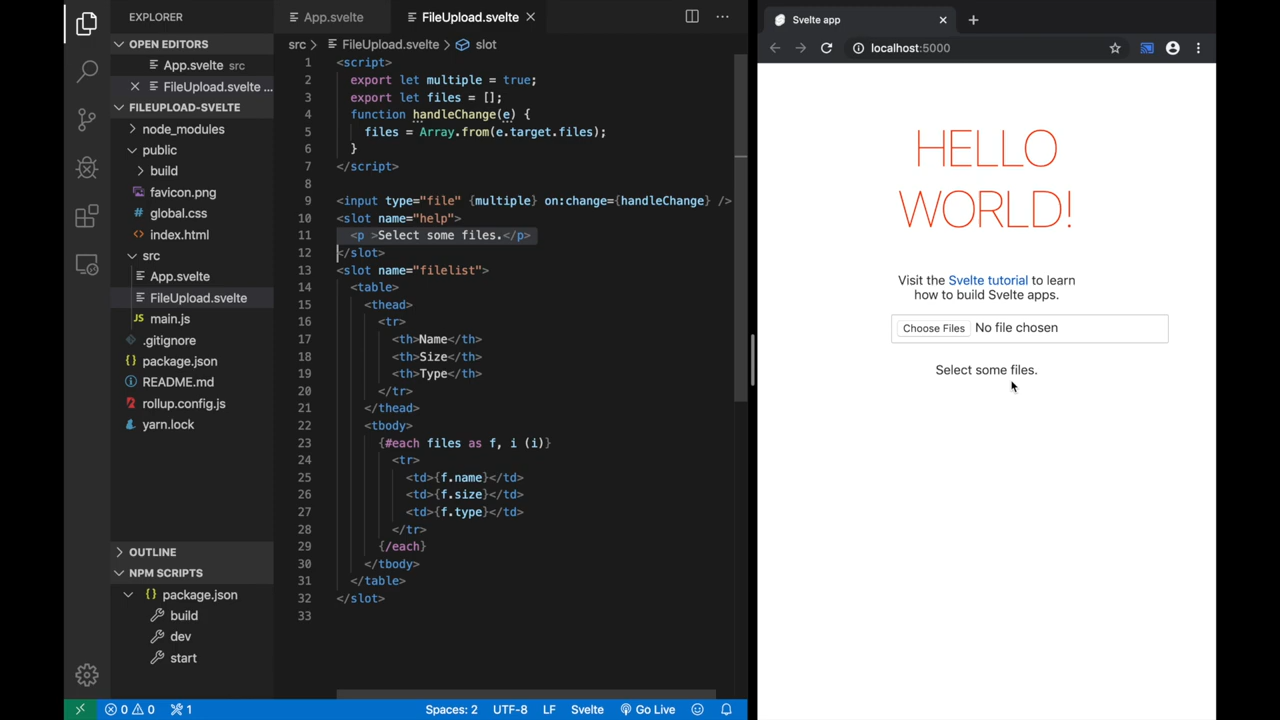 EXPLORER
OPEN EDITORS
App.svelte src
FileUpload.svelte ...
FILEUPLOAD-SVELTE
node_modules
public
build
favicon.png
global.css
index.html
src
App.svelte
FileUpload.svelte
JS main.js
.gitignore
package.json
README.md
rollup.config.js
yarn.lock
OUTLINE
NPM SCRIPTS
package.json
build
dev
start
App.svelte
FileUpload.svelte
src > FileUpload.svelte > slot
1 <script>
2 export let multiple = true;
3 export let files = [];
4 function handleChange(e) {
5 files = Array.from(e.target.files);
6 }
7 </script>
8
9 <input type="file" {multiple} on:change={handleChange} />
10 <slot name="help">
11 <p >Select some files.</p>
12 </slot>
13 <slot name="filelist">
14 <table>
15 <thead>
16 <tr>
17 <th>Name</th>
18 <th>Size</th>
19 <th>Type</th>
20 </tr>
21 </thead>
22 <tbody>
23 {#each files as f, i (i)}
24 <tr>
25 <td>{f.name}</td>
26 <td>{f.size}</td>
27 <td>{f.type}</td>
28 </tr>
29 {/each}
30 </tbody>
31 </table>
32 </slot>
33
0 0 1 Spaces: 2 UTF-8 LF Svelte Go Live
Svelte app
localhost:5000
HELLO
WORLD!
Visit the Svelte tutorial to learn
how to build Svelte apps.
Choose Files No file chosen
Select some files.